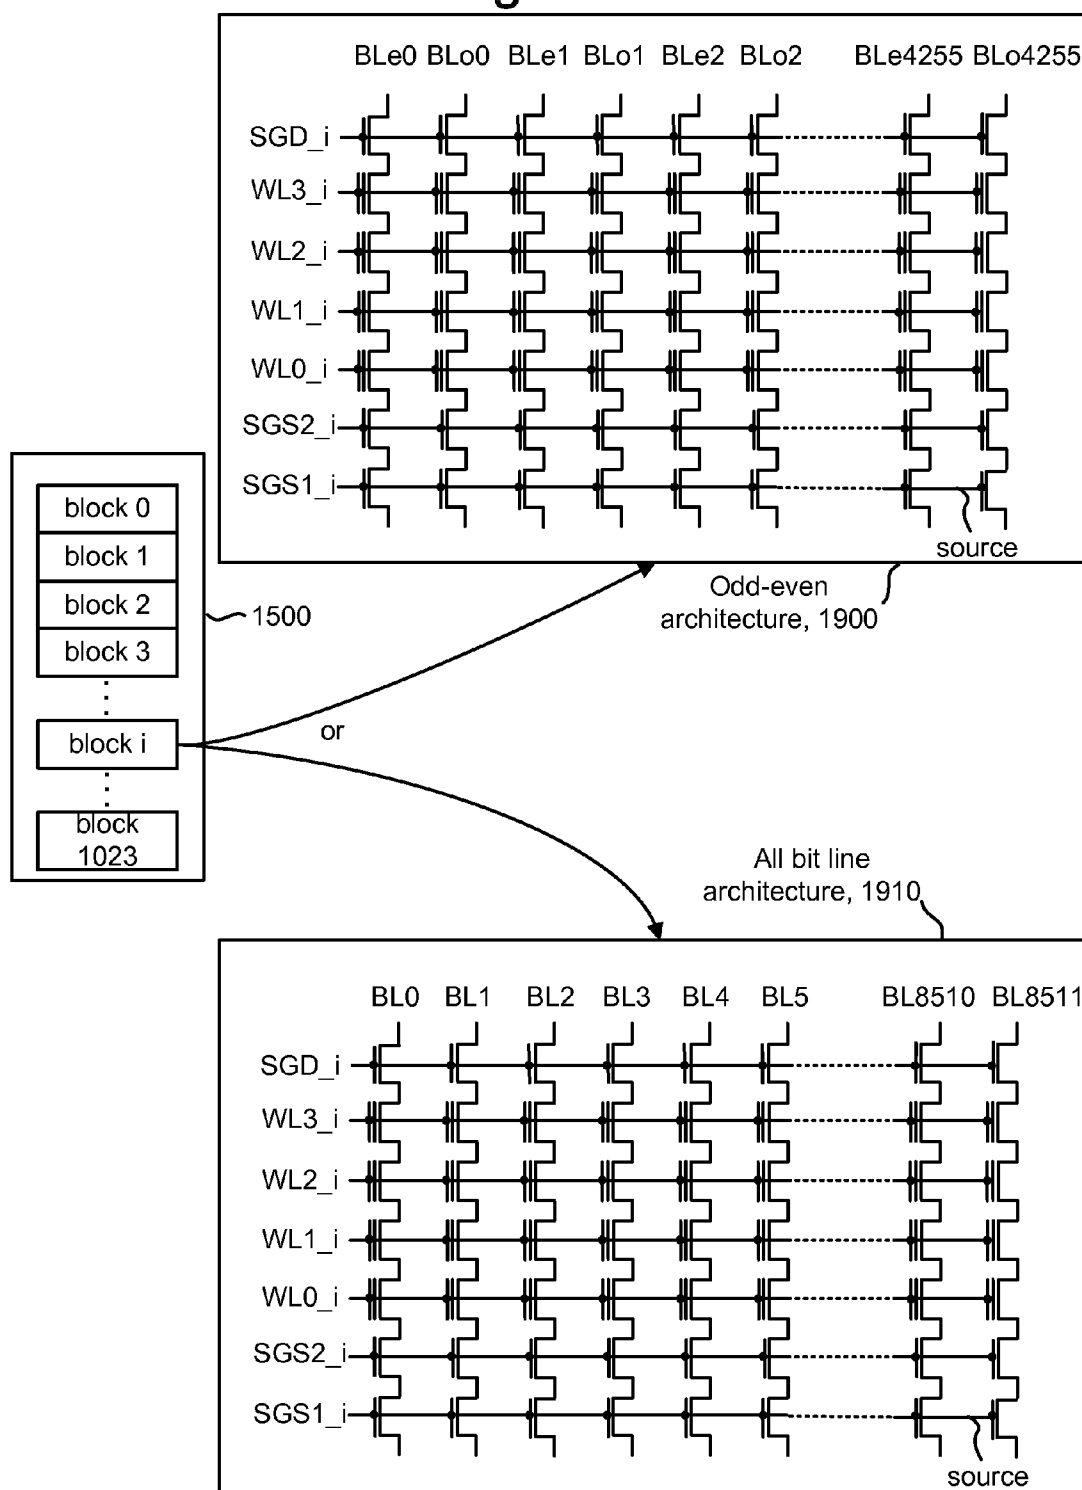 BLe0 BLo0 BLe1 BLo1 BLe2 BLo2 BLe4255 BLo4255
SGD_i
WL3_i
WL2_i
WL1_i
WL0_i
SGS2_i
SGS1_i
source
block 0
block 1
block 2
block 3
block i
block
1023
1500
or
Odd-even
architecture, 1900
All bit line
architecture, 1910
BL0 BL1 BL2 BL3 BL4 BL5 BL8510 BL8511
SGD_i
WL3_i
WL2_i
WL1_i
WL0_i
SGS2_i
SGS1_i
source